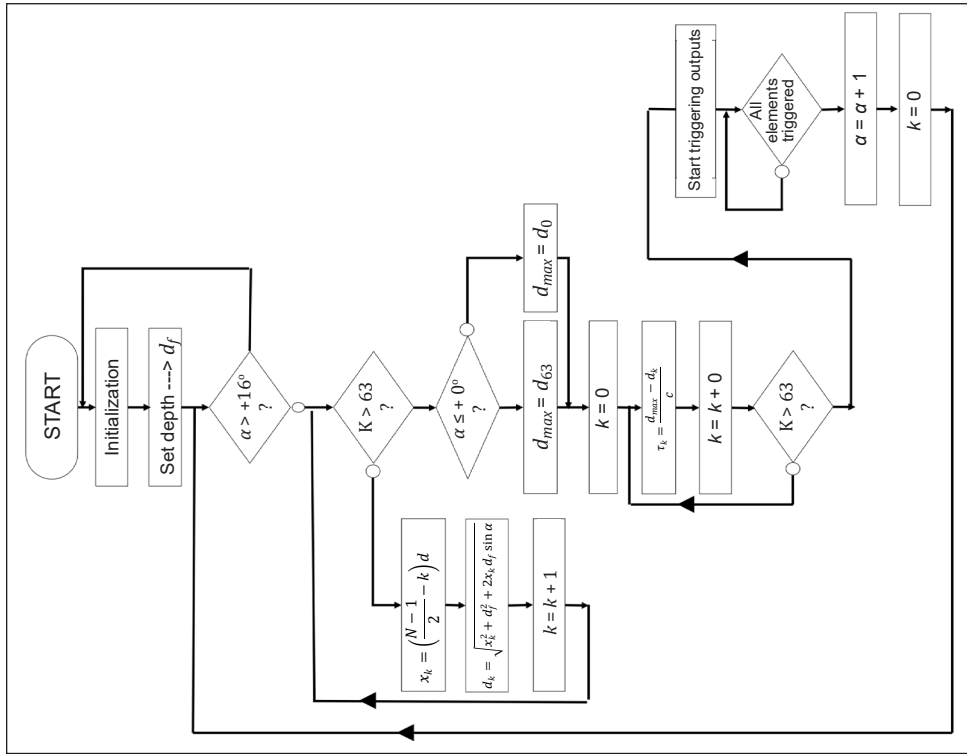 START
Initialization
Set depth ---> d_f
α > +16°
?
K > 63
?
x_k = ((N − 1)/2 − k) d
d_k = √(x_k² + d_f² + 2x_k d_f sin α)
k = k + 1
α ≤ + 0°
?
d_max = d_63
d_max = d_0
k = 0
τ_k = (d_max − d_k)/c
k = k + 0
K > 63
?
Start triggering outputs
All
elements
triggered
α = α + 1
k = 0